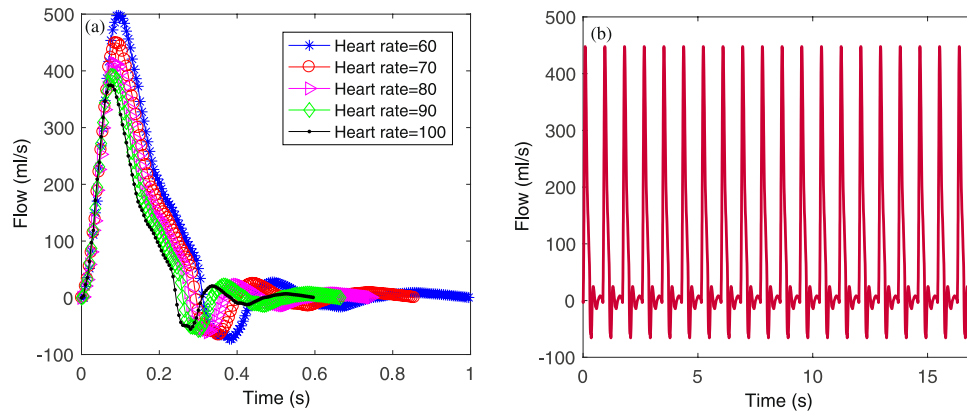 (a)
Heart rate=60
Heart rate=70
Heart rate=80
Heart rate=90
Heart rate=100
500
400
300
200
100
0
-100
Flow (ml/s)
0
0.2
0.4
0.6
0.8
1
Time (s)
(b)
500
400
300
200
100
0
-100
Flow (ml/s)
0
5
10
15
Time (s)